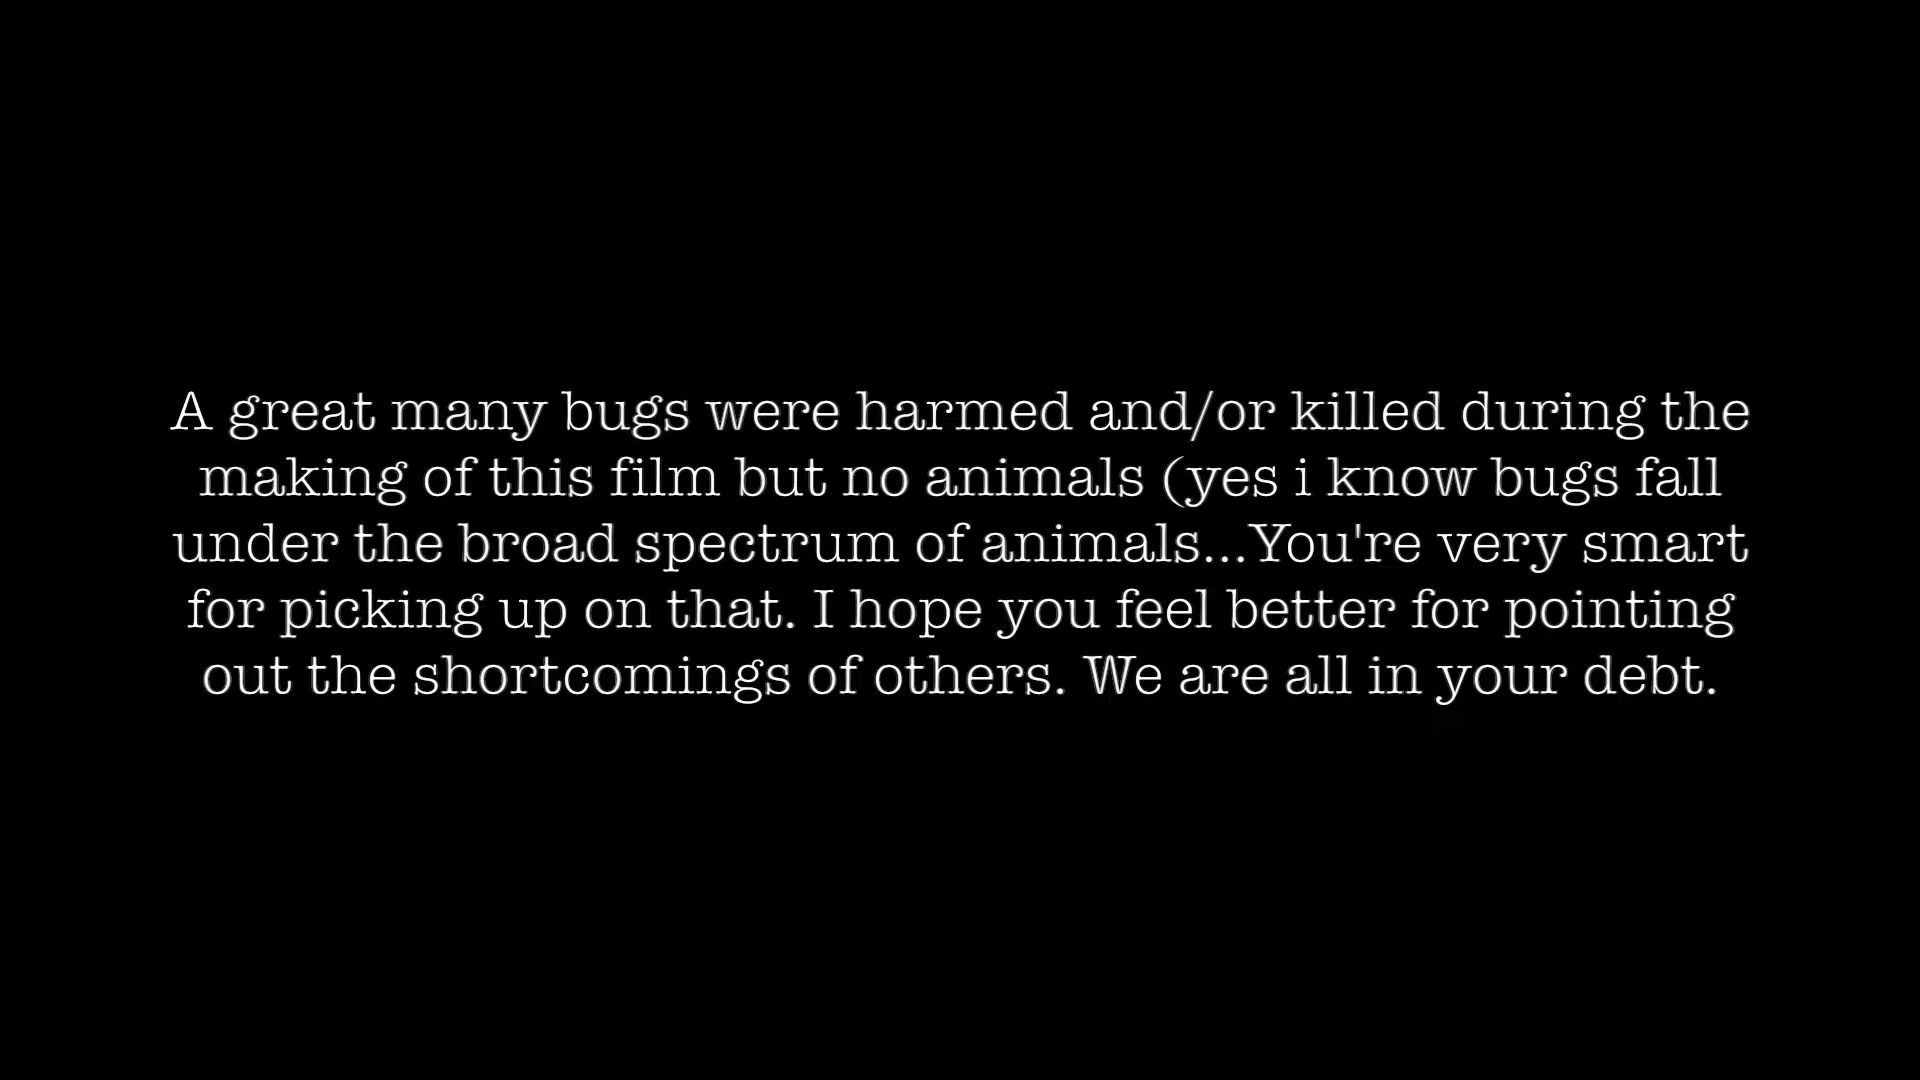 A great many bugs were harmed and/or killed during the
making of this film but no animals (yes i know bugs fall
under the broad spectrum of animals...You're very smart
for picking up on that. I hope you feel better for pointing
out the shortcomings of others. We are all in your debt.